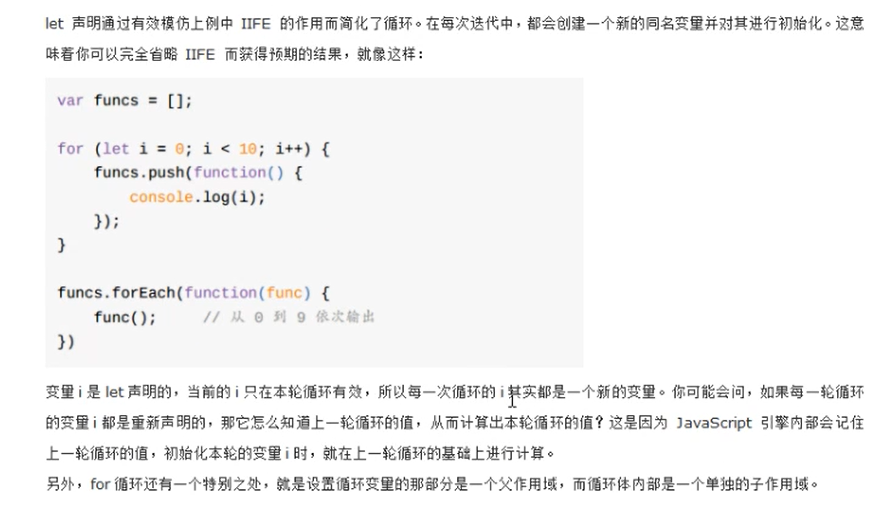 let 声明通过有效模仿上例中 IIFE 的作用而简化了循环。在每次迭代中，都会创建一个新的同名变量并对其进行初始化。这意
味着你可以完全省略 IIFE 而获得预期的结果，就像这样：
var funcs = [];
for (let i = 0; i < 10; i++) {
funcs.push(function() {
console.log(i);
});
}
funcs.forEach(function(func) {
func(); // 从 0 到 9 依次输出
})
变量 i 是 let 声明的，当前的 i 只在本轮循环有效，所以每一次循环的 i 其实都是一个新的变量。你可能会问，如果每一轮循环
的变量 i 都是重新声明的，那它怎么知道上一轮循环的值，从而计算出本轮循环的值？这是因为 JavaScript 引擎内部会记住
上一轮循环的值，初始化本轮的变量 i 时，就在上一轮循环的基础上进行计算。
另外，for 循环还有一个特别之处，就是设置循环变量的那部分是一个父作用域，而循环体内部是一个单独的子作用域。